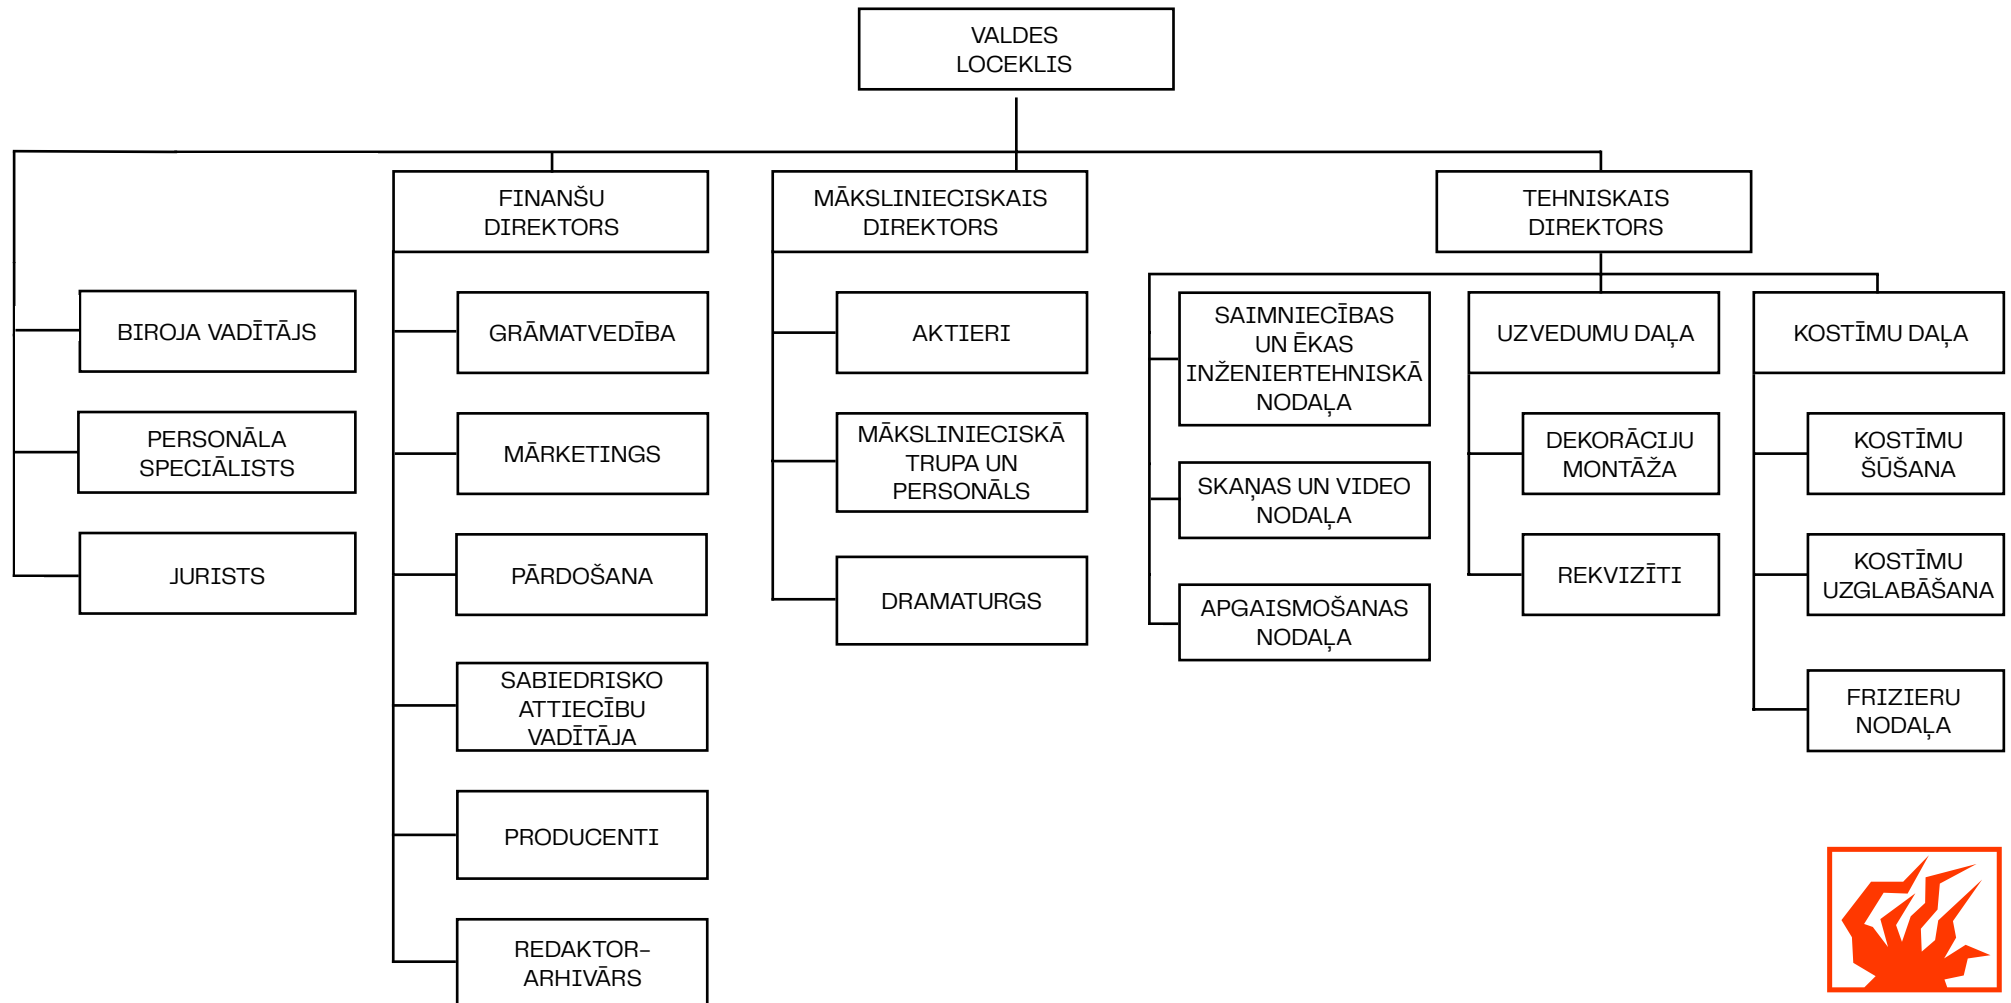 VALDES
LOCEKLIS
FINANŠU
DIREKTORS
MĀKSLINIECISKAIS
DIREKTORS
TEHNISKAIS
DIREKTORS
BIROJA VADĪTĀJS
PERSONĀLA
SPECIĀLISTS
JURISTS
GRĀMATVEDĪBA
MĀRKETINGS
PĀRDOŠANA
SABIEDRISKO
ATTIECĪBU
VADĪTĀJA
PRODUCENTI
REDAKTOR-
ARHIVĀRS
AKTIERI
MĀKSLINIECISKĀ
TRUPA UN
PERSONĀLS
DRAMATURGS
SAIMNIECĪBAS
UN ĒKAS
INŽENIERTEHNISKĀ
NODAĻA
SKAŅAS UN VIDEO
NODAĻA
APGAISMOŠANAS
NODAĻA
UZVEDUMU DAĻA
DEKORĀCIJU
MONTĀŽA
REKVIZĪTI
KOSTĪMU DAĻA
KOSTĪMU
ŠŪŠANA
KOSTĪMU
UZGLABĀŠANA
FRIZIERU
NODAĻA